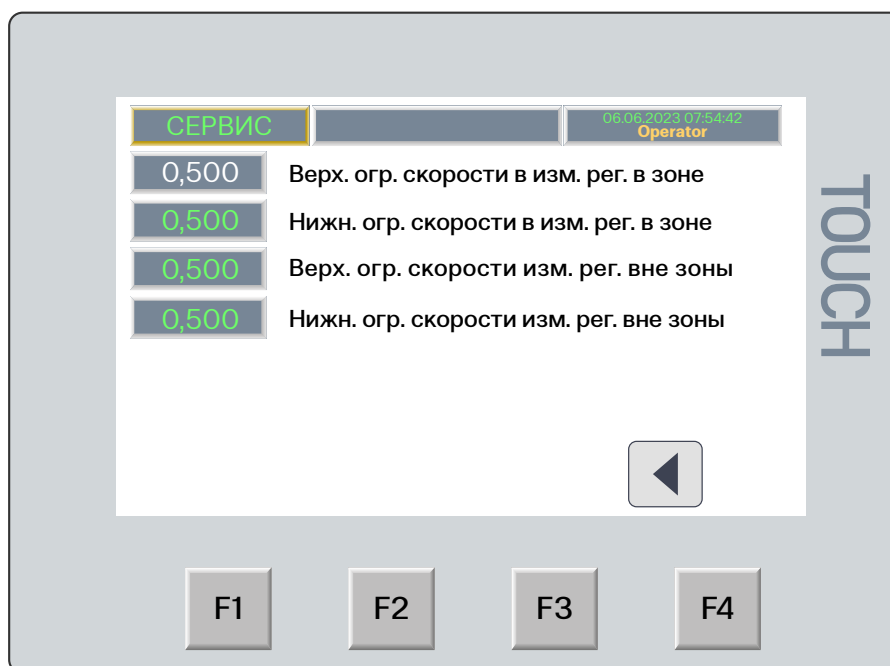 СЕРВИС
06.06.2023 07:54:42
Operator
0,500 Верх. огр. скорости в изм. рег. в зоне
0,500 Нижн. огр. скорости в изм. рег. в зоне
0,500 Верх. огр. скорости изм. рег. вне зоны
0,500 Нижн. огр. скорости изм. рег. вне зоны
TOUCH
F1 F2 F3 F4